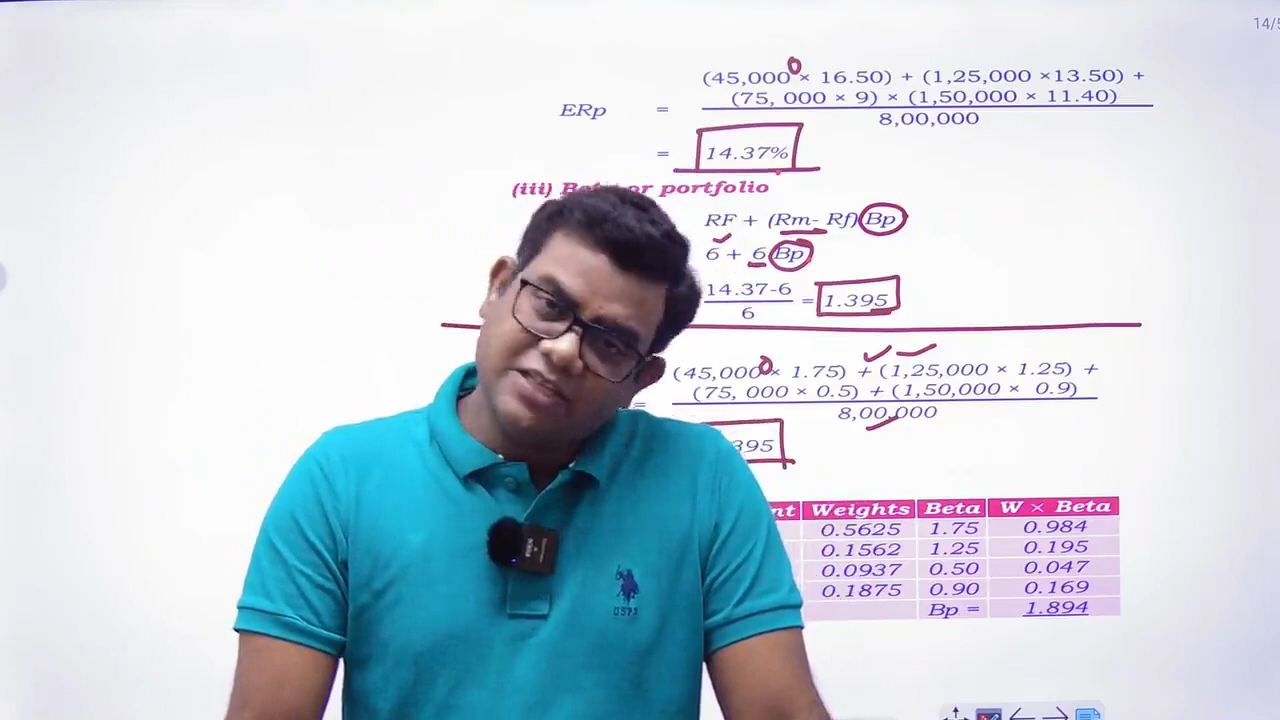 14/5
(45,000 0 × 16.50) + (1,25,000 ×13.50) +
ERp = (75, 000 × 9) × (1,50,000 × 11.40)
8,00,000
= 14.37%
(iii) or portfolio
RF + (Rm- Rf) Bp
6 + 6 Bp
14.37-6
6
= 1.395
(45,000 0 × 1.75) + (1,25,000 × 1.25) +
= (75, 000 × 0.5) + (1,50,000 × 0.9)
8,00,000
395
nt Weights Beta W × Beta
0.5625 1.75 0.984
0.1562 1.25 0.195
0.0937 0.50 0.047
0.1875 0.90 0.169
Bp = 1.894
USPA